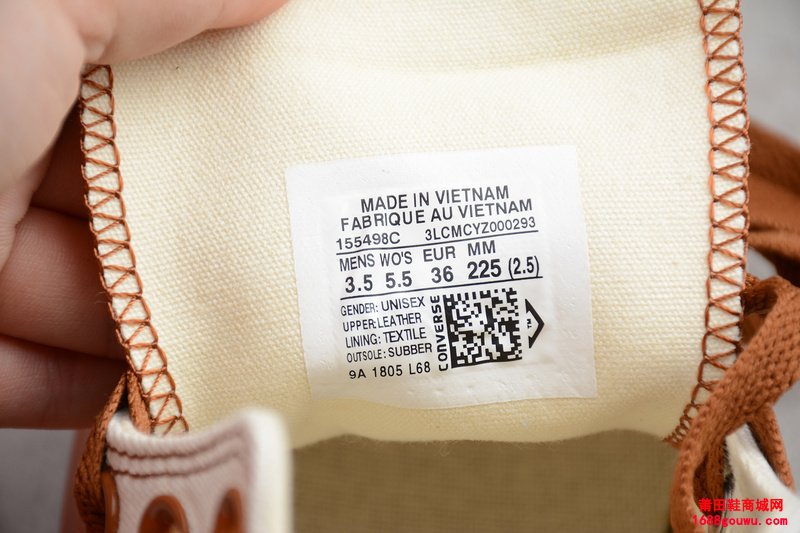 MADE IN VIETNAM
FABRIQUE AU VIETNAM
155498C 3LCMCYZ000293
MENS WO'S EUR MM
3.5 5.5 36 225 (2.5)
GENDER: UNISEX
UPPER:LEATHER
LINING: TEXTILE
OUTSOLE: SUBBER
9A 1805 L68
CONVERSE
TM
莆田鞋商城网
1688gouwu.com